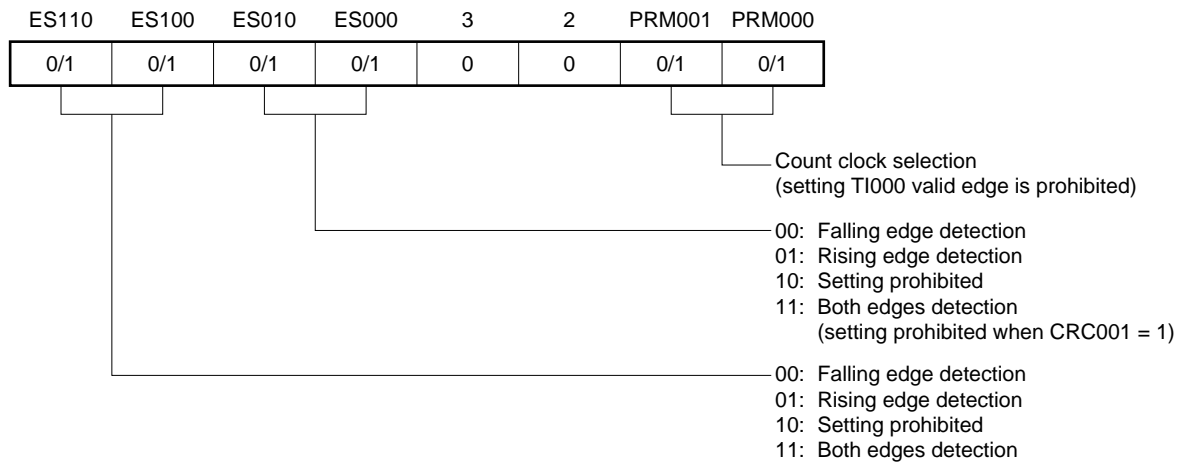 ES110 ES100 ES010 ES000 3 2 PRM001 PRM000
0/1 0/1 0/1 0/1 0 0 0/1 0/1
Count clock selection
(setting TI000 valid edge is prohibited)
00: Falling edge detection
01: Rising edge detection
10: Setting prohibited
11: Both edges detection
(setting prohibited when CRC001 = 1)
00: Falling edge detection
01: Rising edge detection
10: Setting prohibited
11: Both edges detection